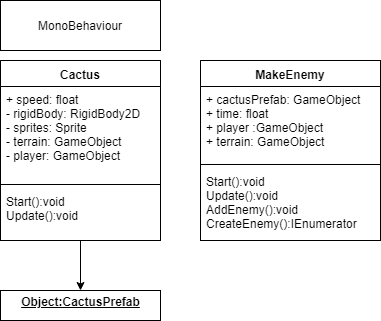 MonoBehaviour
Cactus
+ speed: float
- rigidBody: RigidBody2D
- sprites: Sprite
- terrain: GameObject
- player: GameObject
Start():void
Update():void
Object:CactusPrefab
MakeEnemy
+ cactusPrefab: GameObject
+ time: float
+ player :GameObject
+ terrain: GameObject
Start():void
Update():void
AddEnemy():void
CreateEnemy():IEnumerator